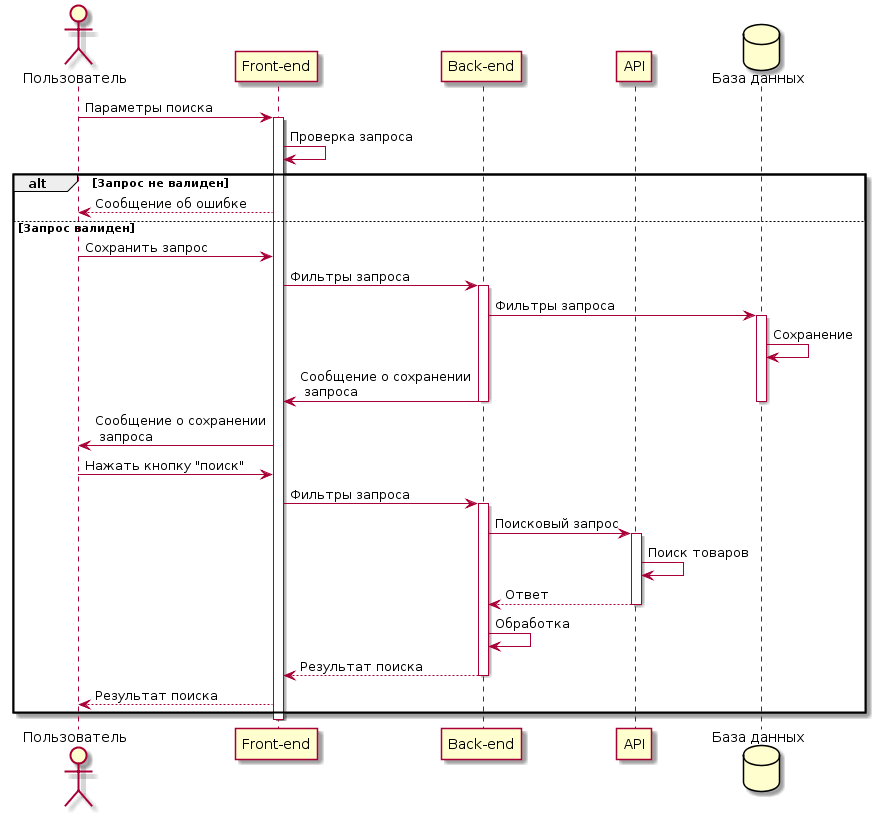 Пользователь
Front-end
Back-end
API
База данных
Параметры поиска
Проверка запроса
alt
[Запрос не валиден]
Сообщение об ошибке
[Запрос валиден]
Сохранить запрос
Фильтры запроса
Фильтры запроса
Сохранение
Сообщение о сохранении
запроса
Сообщение о сохранении
запроса
Нажать кнопку "поиск"
Фильтры запроса
Поисковый запрос
Поиск товаров
Ответ
Обработка
Результат поиска
Результат поиска
Пользователь
Front-end
Back-end
API
База данных